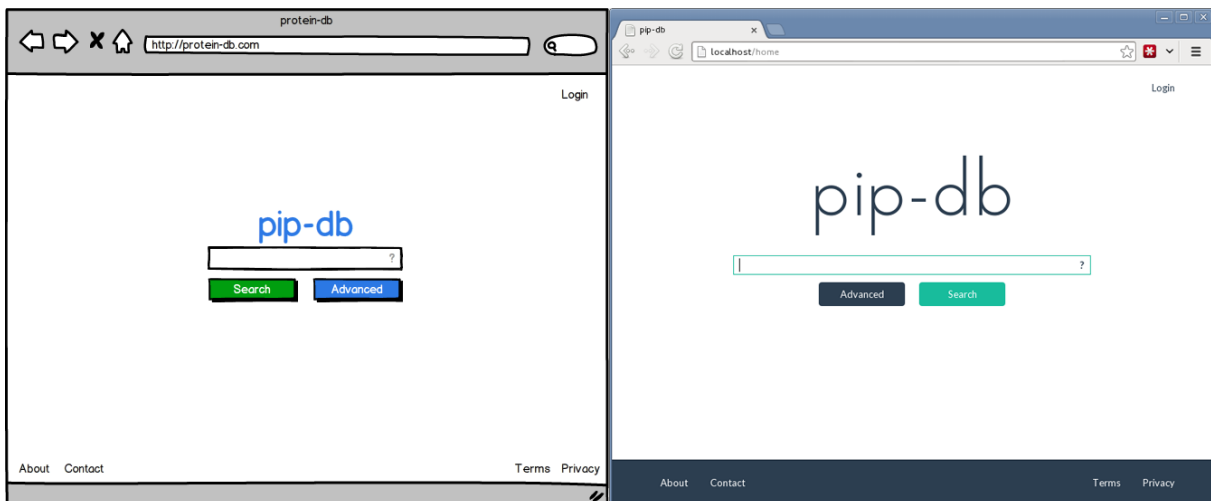 protein-db
http://protein-db.com
Login
pip-db
?
Search Advanced
About Contact Terms Privacy
pip-db
localhost/home
Login
pip-db
?
Advanced Search
About Contact Terms Privacy